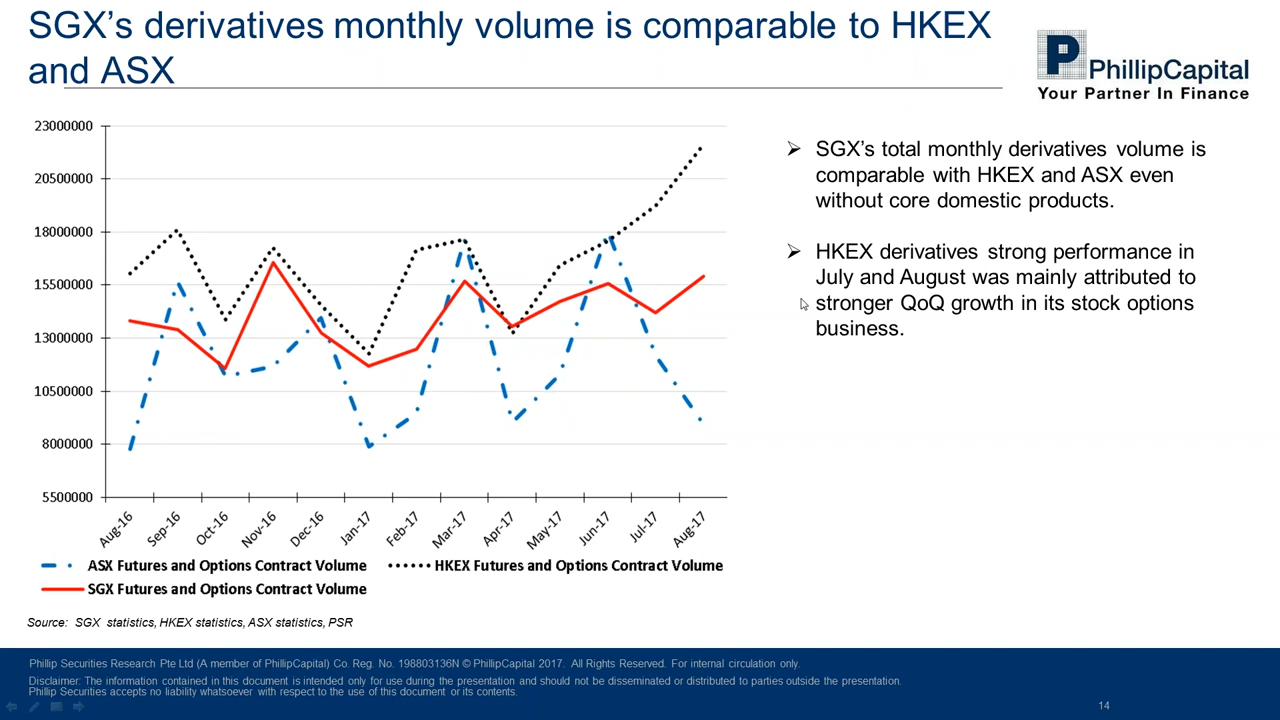 SGX’s derivatives monthly volume is comparable to HKEX
and ASX
P
PhillipCapital
Your Partner In Finance
23000000
20500000
18000000
15500000
13000000
10500000
8000000
5500000
Aug-16
Sep-16
Oct-16
Nov-16
Dec-16
Jan-17
Feb-17
Mar-17
Apr-17
May-17
Jun-17
Jul-17
Aug-17
ASX Futures and Options Contract Volume
HKEX Futures and Options Contract Volume
SGX Futures and Options Contract Volume
➢ SGX’s total monthly derivatives volume is
comparable with HKEX and ASX even
without core domestic products.
➢ HKEX derivatives strong performance in
July and August was mainly attributed to
stronger QoQ growth in its stock options
business.
Source: SGX statistics, HKEX statistics, ASX statistics, PSR
Phillip Securities Research Pte Ltd (A member of PhillipCapital) Co. Reg. No. 198803136N © PhillipCapital 2017. All Rights Reserved. For internal circulation only.
Disclaimer: The information contained in this document is intended only for use during the presentation and should not be disseminated or distributed to parties outside the presentation.
Phillip Securities accepts no liability whatsoever with respect to the use of this document or its contents.
14